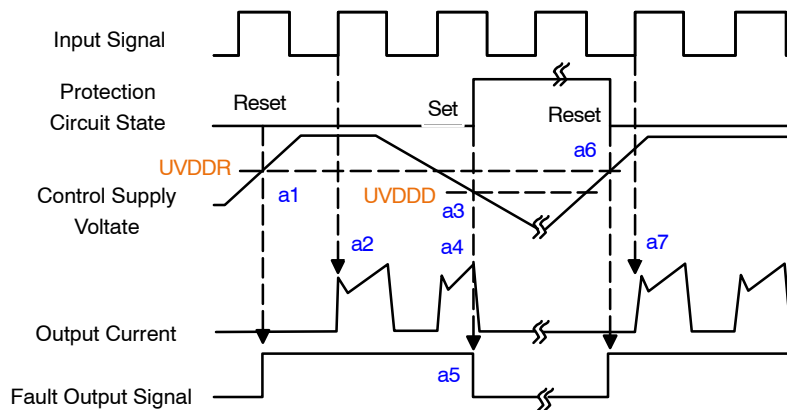 Input Signal
Protection
Circuit State
Reset
Set
Reset
UVDDR
a6
Control Supply
Voltate
a1
UVDDD
a3
a2
a4
a7
Output Current
a5
Fault Output Signal